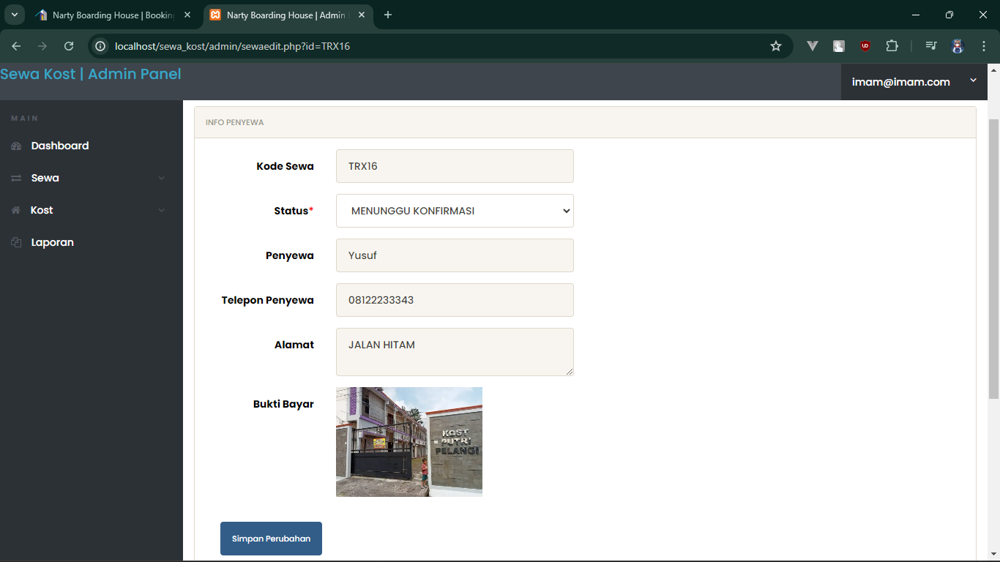 Narty Boarding House | Booking
Narty Boarding House | Admin
localhost/sewa_kost/admin/sewaedit.php?id=TRX16
Sewa Kost | Admin Panel
imam@imam.com
MAIN
Dashboard
Sewa
Kost
Laporan
INFO PENYEWA
Kode Sewa
TRX16
Status*
MENUNGGU KONFIRMASI
Penyewa
Yusuf
Telepon Penyewa
08122233343
Alamat
JALAN HITAM
Bukti Bayar
KOST
PUTRI
PELANGI
Simpan Perubahan